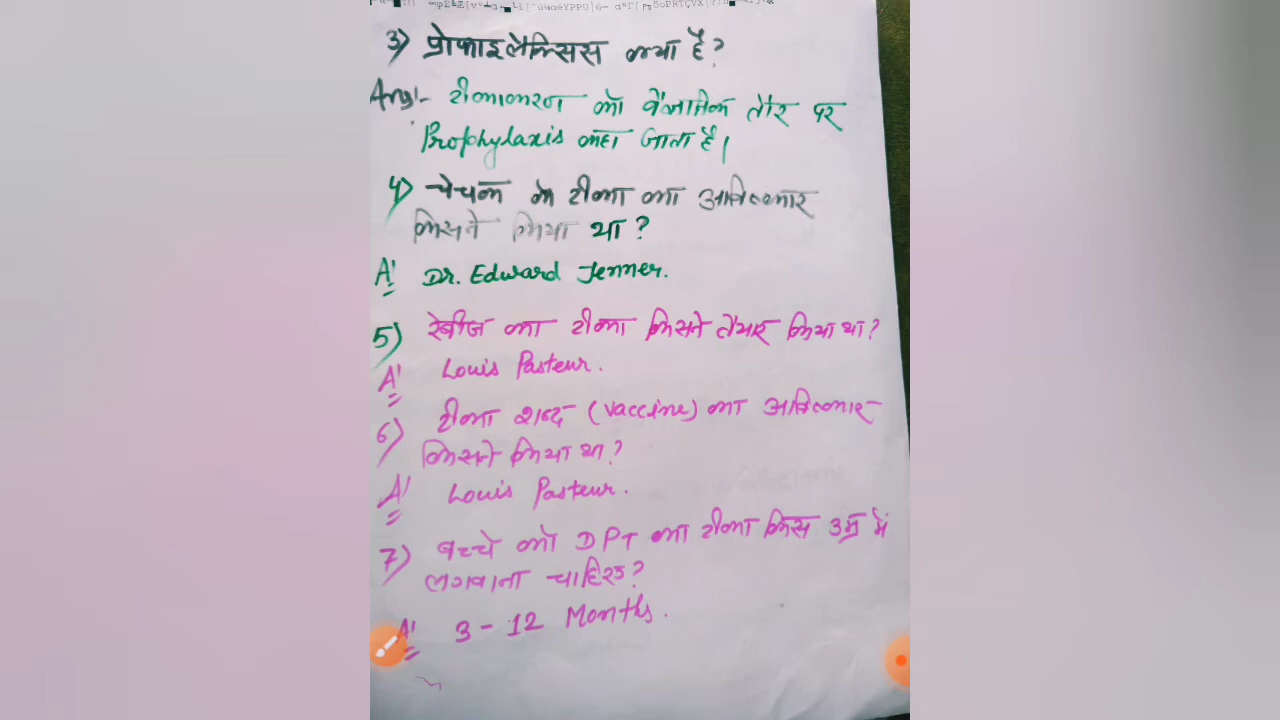 3) प्रोफाइलैक्सिस क्या है?
Ans:- टीकाकरण को वैज्ञानिक तौर पर
Prophylaxis कहा जाता है।
4) चेचक के टीका का आविष्कार
किसने किया था?
A! Dr. Edward Jenner.
5) रेबीज का टीका किसने तैयार किया था?
A! Louis Pasteur.
6) टीका शब्द (vaccine) का आविष्कार
किसने किया था?
A! Louis Pasteur.
7) बच्चे को DPT का टीका किस उम्र में
लगवाना चाहिए?
A! 3 - 12 Months.